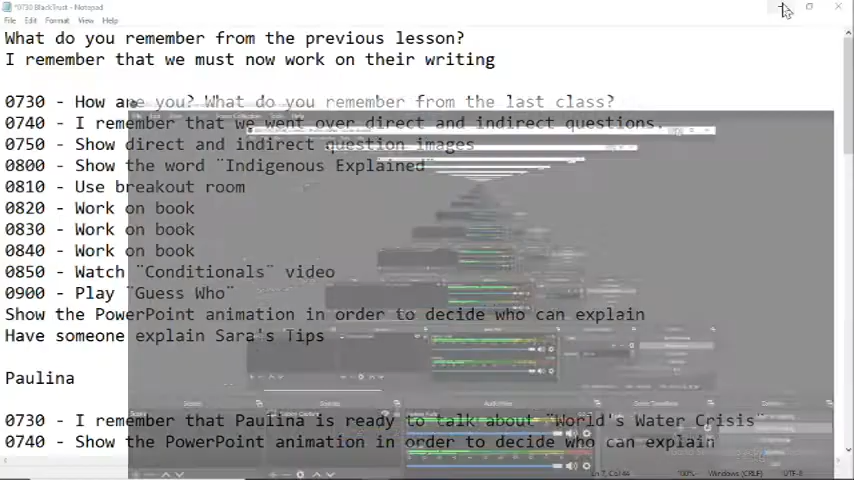 *0730 BlackTrust - Notepad
File Edit Format View Help
What do you remember from the previous lesson?
I remember that we must now work on their writing
0730 - How are you? What do you remember from the last class?
0740 - I remember that we went over direct and indirect questions.
0750 - Show direct and indirect question images
0800 - Show the word ¨Indigenous Explained¨
0810 - Use breakout room
0820 - Work on book
0830 - Work on book
0840 - Work on book
0850 - Watch ¨Conditionals¨ video
0900 - Play ¨Guess Who¨
Show the PowerPoint animation in order to decide who can explain
Have someone explain Sara's Tips
Paulina
0730 - I remember that Paulina is ready to talk about ¨World's Water Crisis¨
0740 - Show the PowerPoint animation in order to decide who can explain
Ln 7, Col 44 100% Windows (CRLF) UTF-8